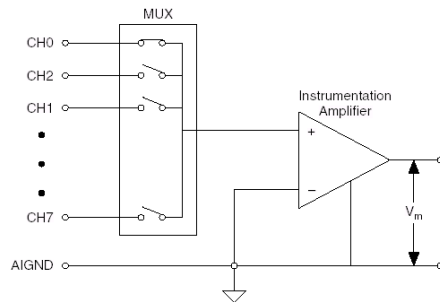 MUX
CH0
CH2
CH1
Instrumentation
Amplifier
+
−
Vm
CH7
AIGND